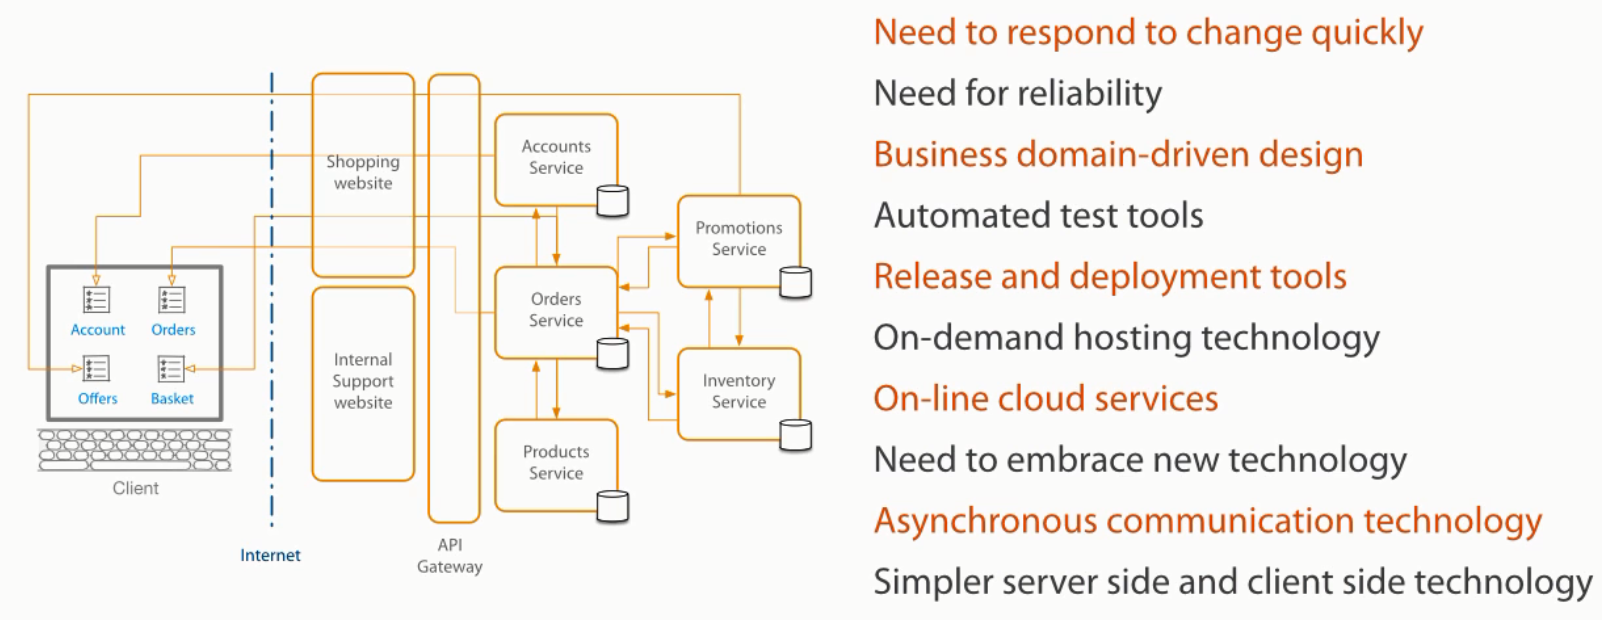 Shopping
website
Internal
Support
website
Accounts
Service
Orders
Service
Products
Service
Promotions
Service
Inventory
Service
Account
Orders
Offers
Basket
Client
Internet
API
Gateway
Need to respond to change quickly
Need for reliability
Business domain-driven design
Automated test tools
Release and deployment tools
On-demand hosting technology
On-line cloud services
Need to embrace new technology
Asynchronous communication technology
Simpler server side and client side technology